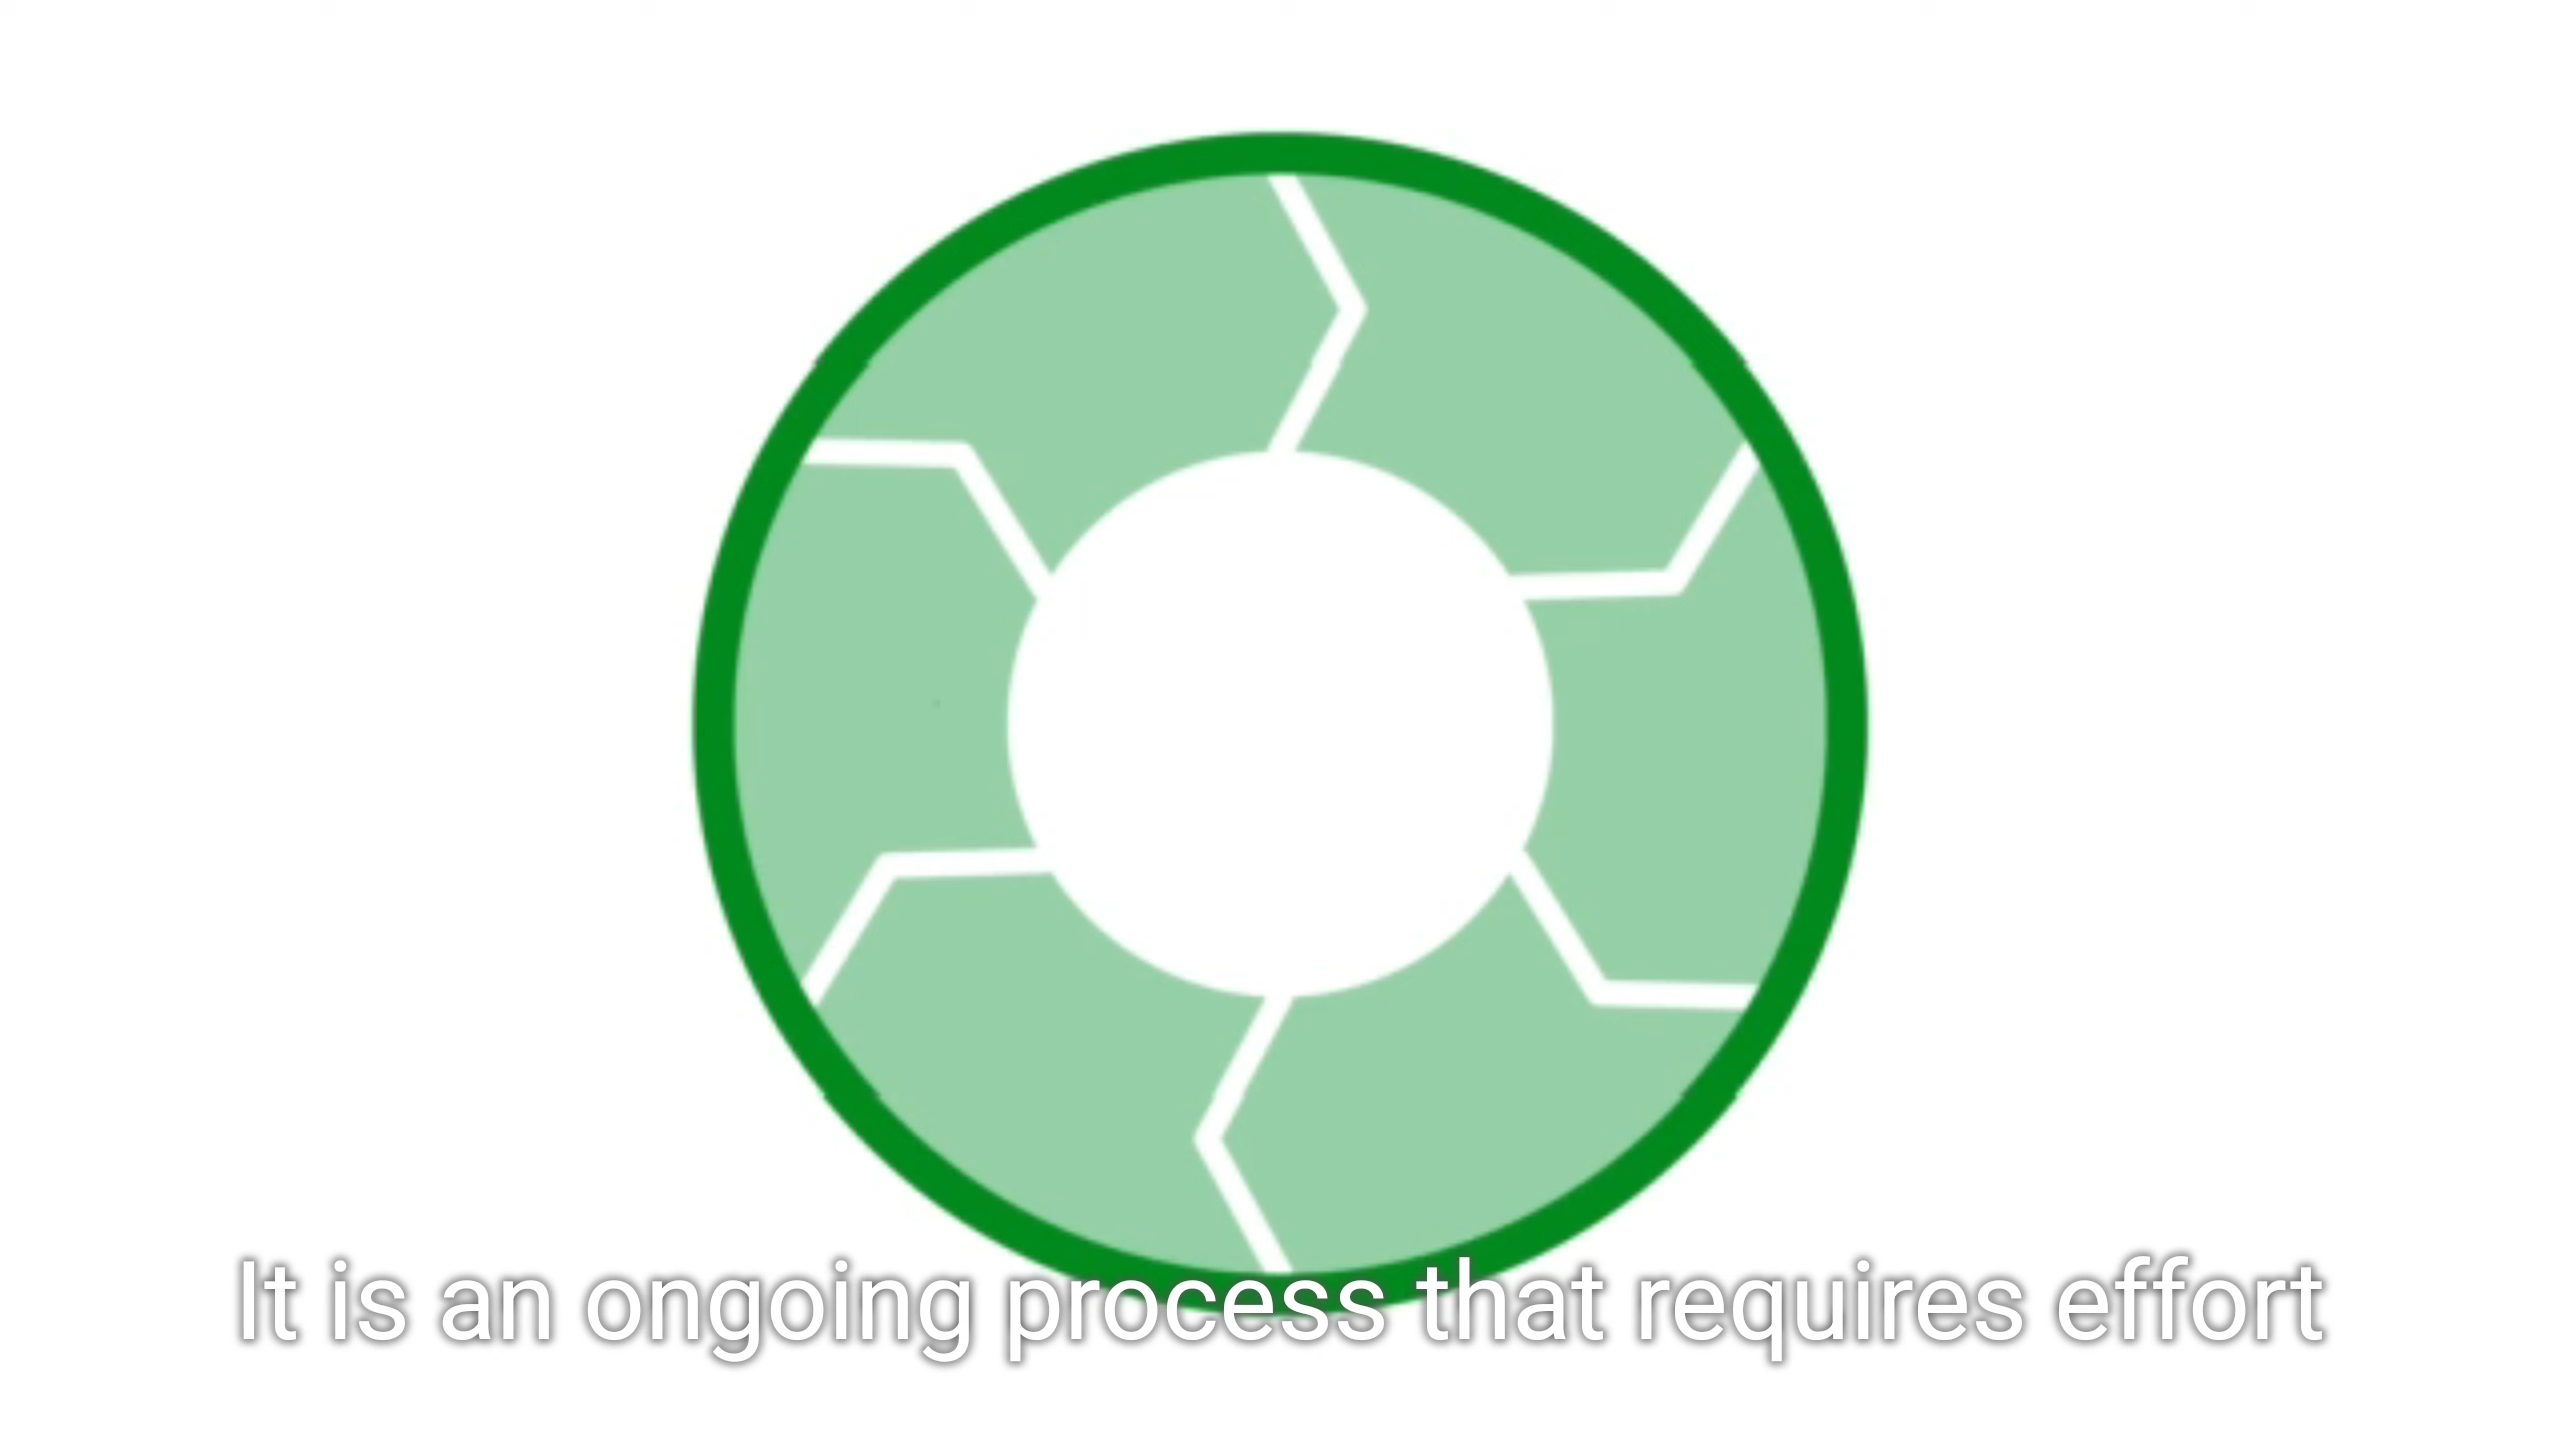 It is an ongoing process that requires effort